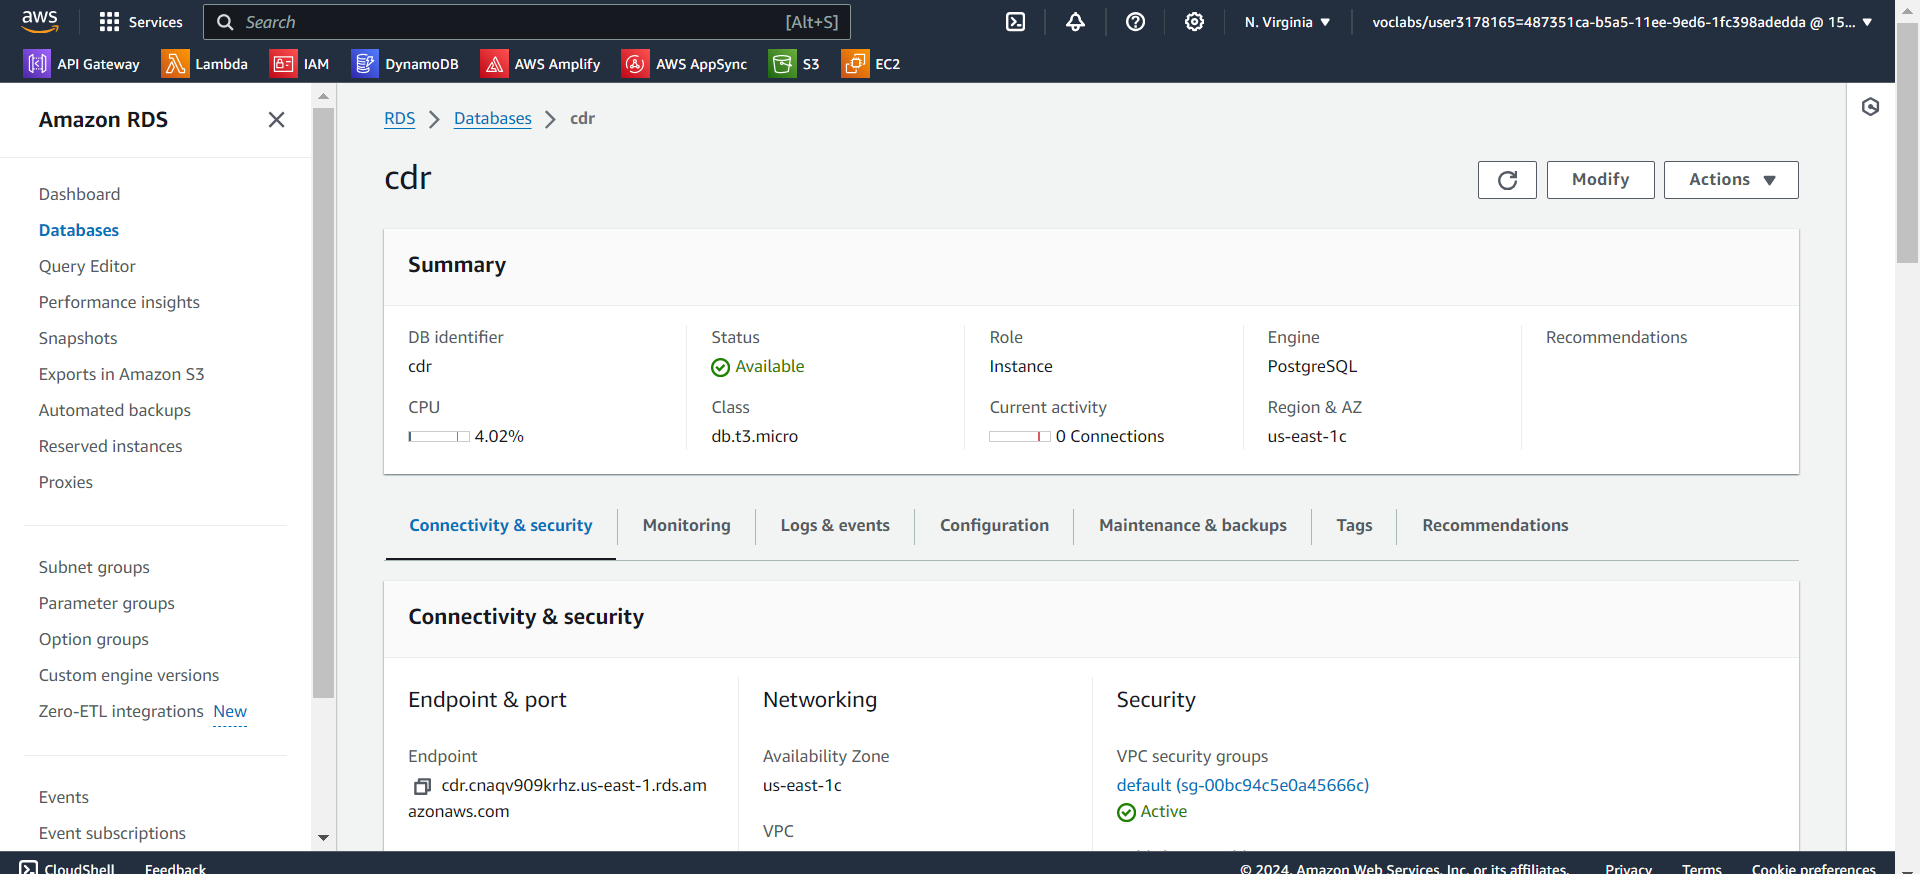 aws
Services
Search [Alt+S]
N. Virginia
voclabs/user3178165=487351ca-b5a5-11ee-9ed6-1fc398adedda @ 15...
API Gateway
Lambda
IAM
DynamoDB
AWS Amplify
AWS AppSync
S3
EC2
Amazon RDS
Dashboard
Databases
Query Editor
Performance insights
Snapshots
Exports in Amazon S3
Automated backups
Reserved instances
Proxies
Subnet groups
Parameter groups
Option groups
Custom engine versions
Zero-ETL integrations New
Events
Event subscriptions
RDS
Databases
cdr
cdr
Modify
Actions
Summary
DB identifier
cdr
Status
Available
Role
Instance
Engine
PostgreSQL
Recommendations
CPU
4.02%
Class
db.t3.micro
Current activity
0 Connections
Region & AZ
us-east-1c
Connectivity & security
Monitoring
Logs & events
Configuration
Maintenance & backups
Tags
Recommendations
Connectivity & security
Endpoint & port
Endpoint
cdr.cnaqv909krhz.us-east-1.rds.am
azonaws.com
Networking
Availability Zone
us-east-1c
VPC
Security
VPC security groups
default (sg-00bc94c5e0a45666c)
Active
CloudShell
Feedback
© 2024, Amazon Web Services, Inc. or its affiliates.
Privacy
Terms
Cookie preferences